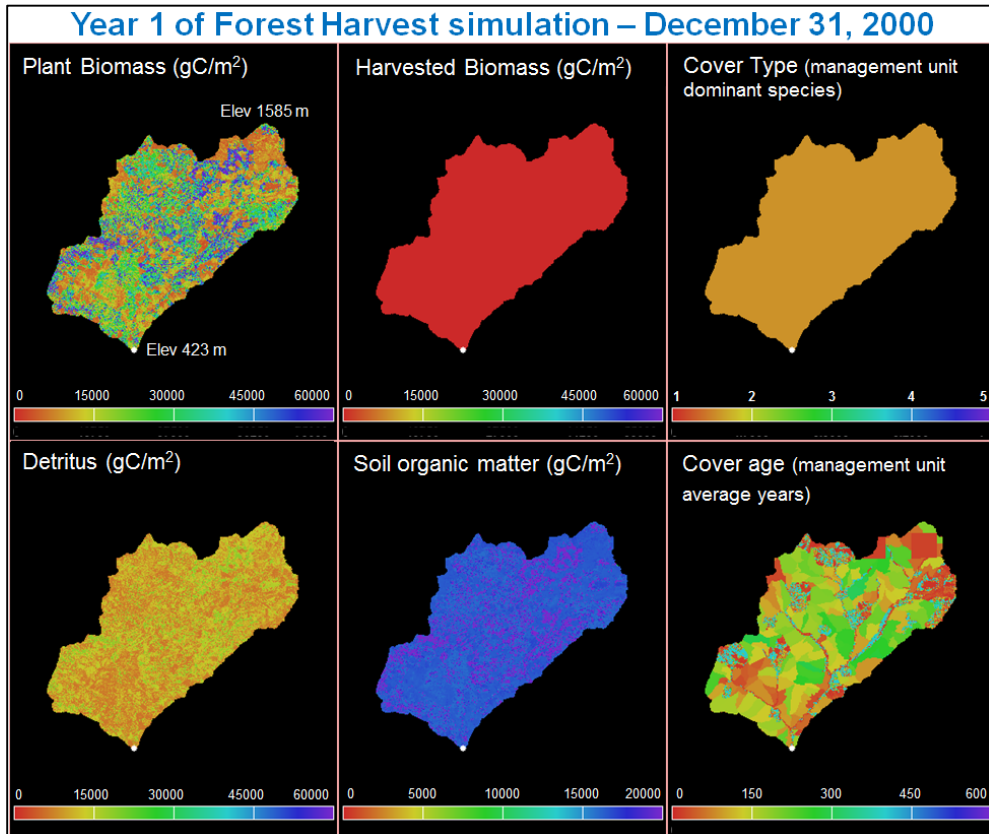 Year 1 of Forest Harvest simulation – December 31, 2000
Plant Biomass (gC/m²)
Elev 1585 m
Elev 423 m
0 15000 30000 45000 60000
Harvested Biomass (gC/m²)
0 15000 30000 45000 60000
Cover Type (management unit
dominant species)
1 2 3 4 5
Detritus (gC/m²)
0 15000 30000 45000 60000
Soil organic matter (gC/m²)
0 5000 10000 15000 20000
Cover age (management unit
average years)
0 150 300 450 600